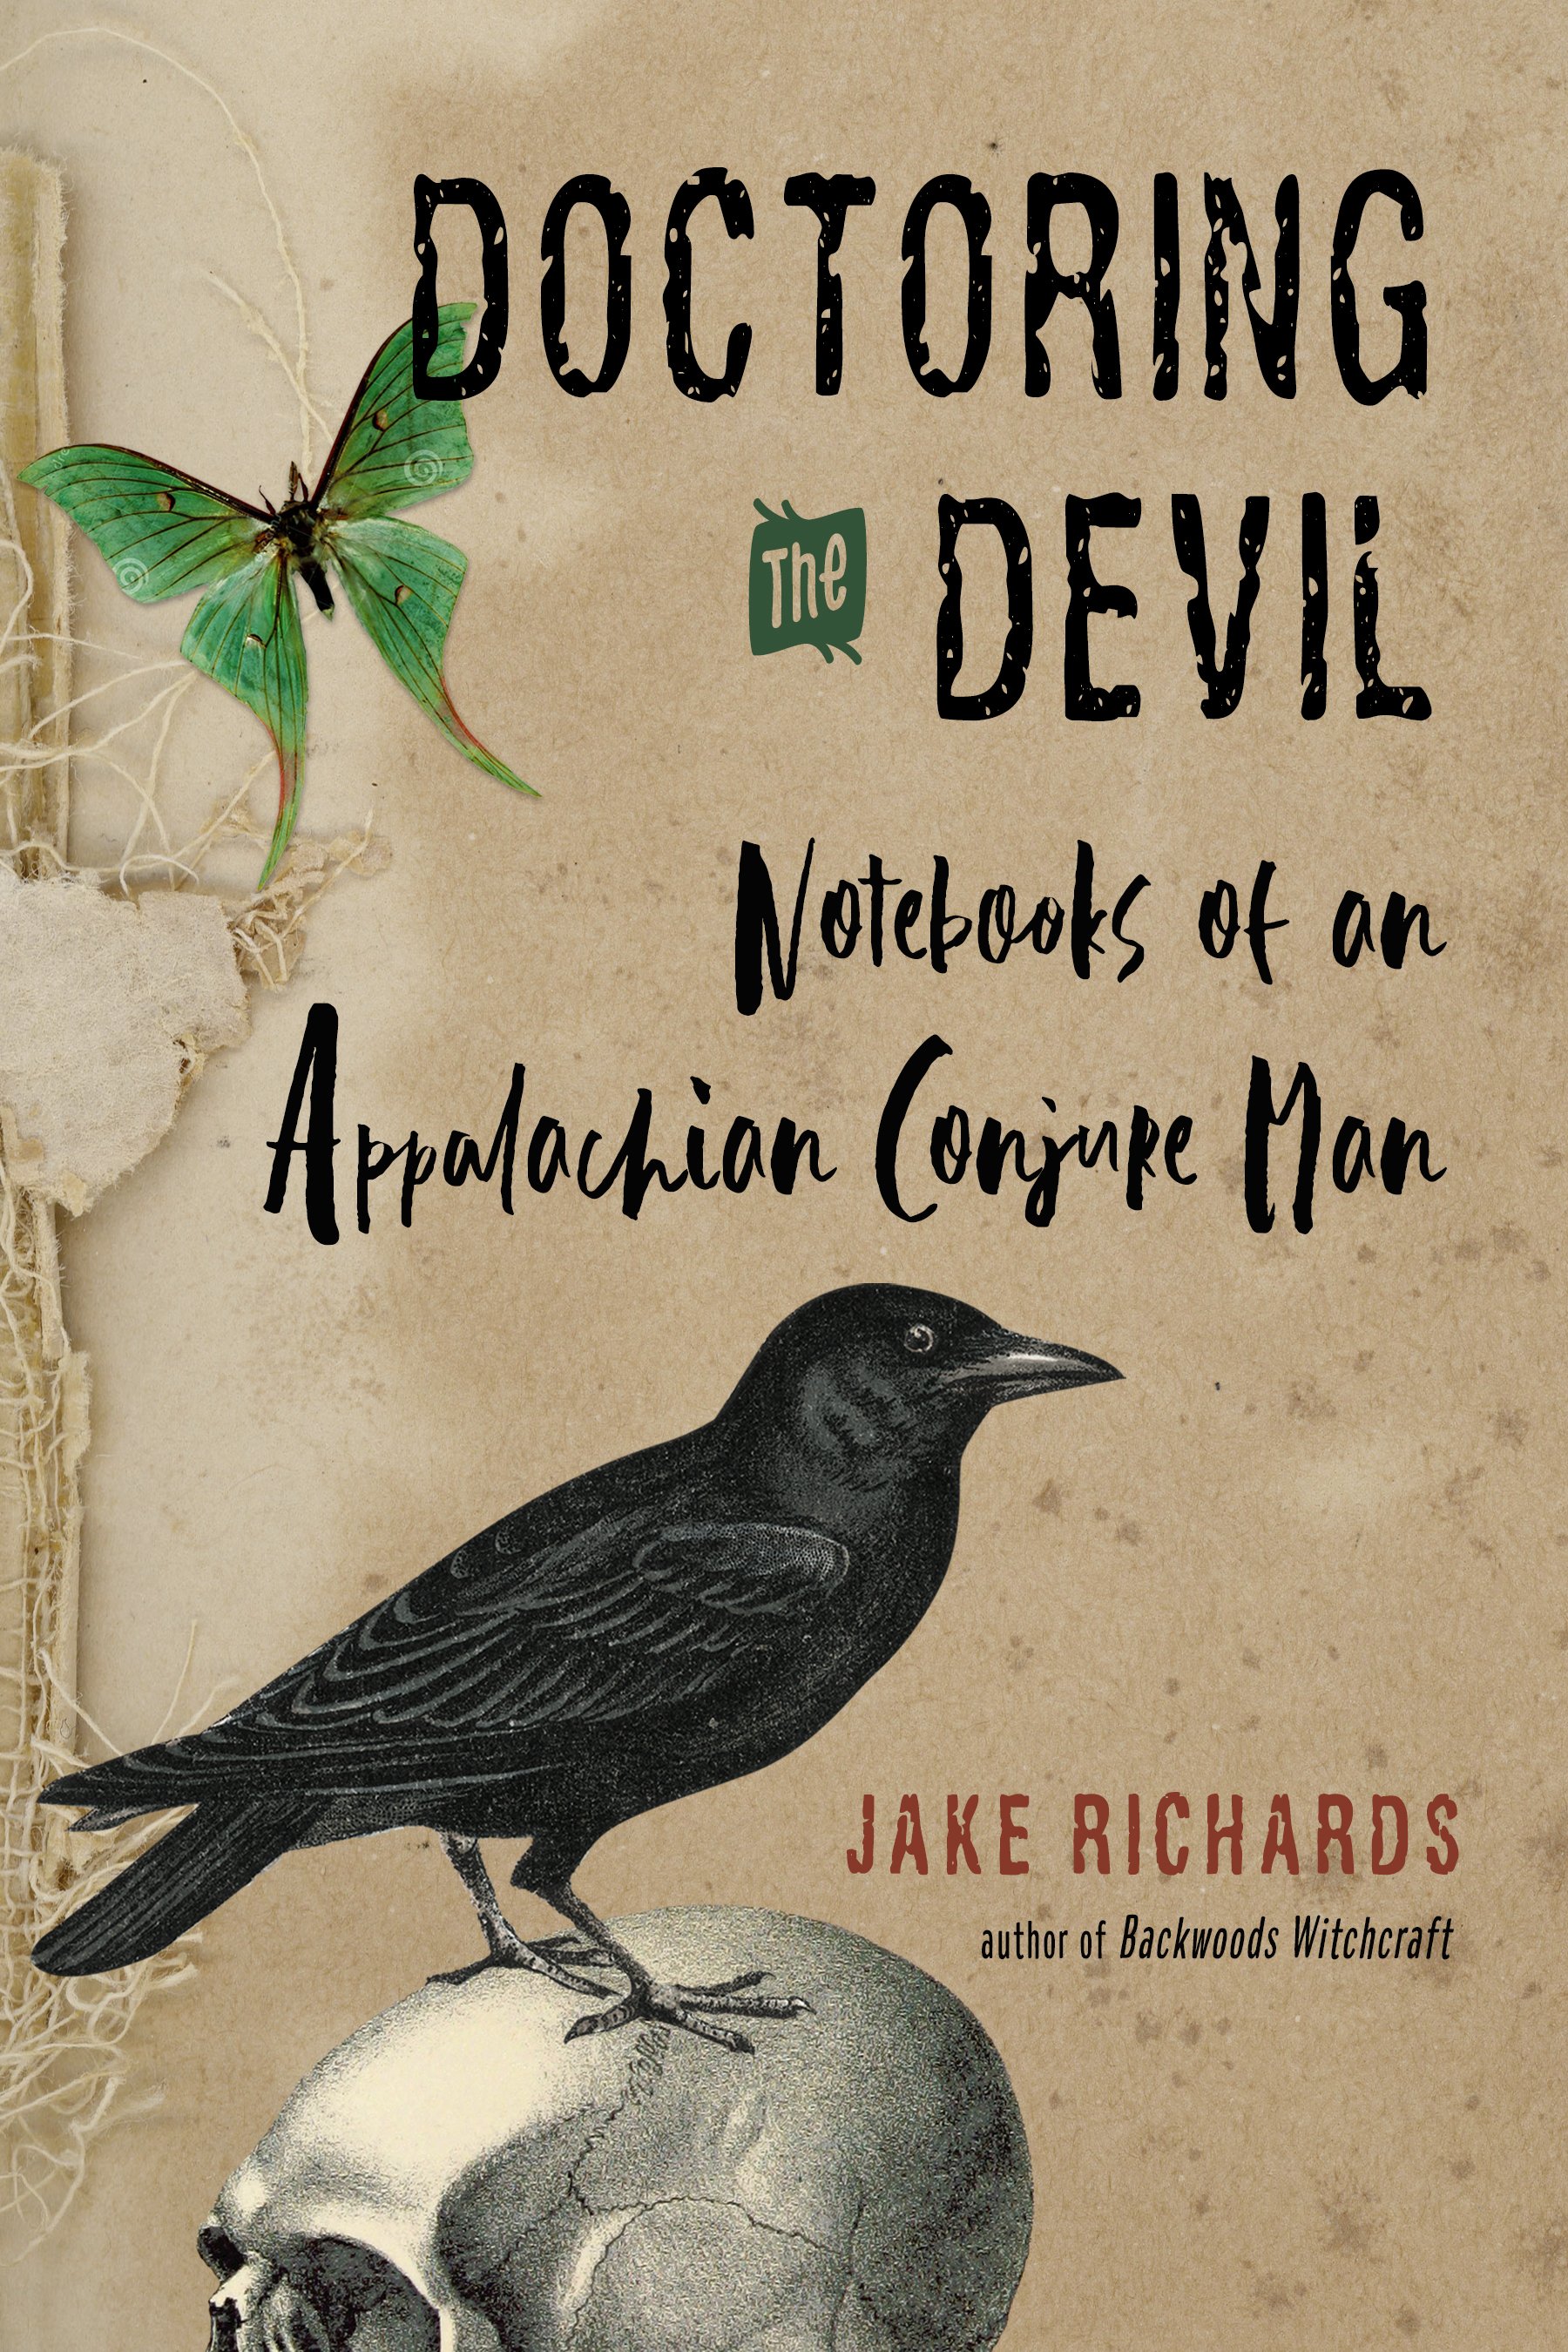 DOCTORING
The DEVIL
Notebooks of an
Appalachian Conjure Man
JAKE RICHARDS
author of Backwoods Witchcraft